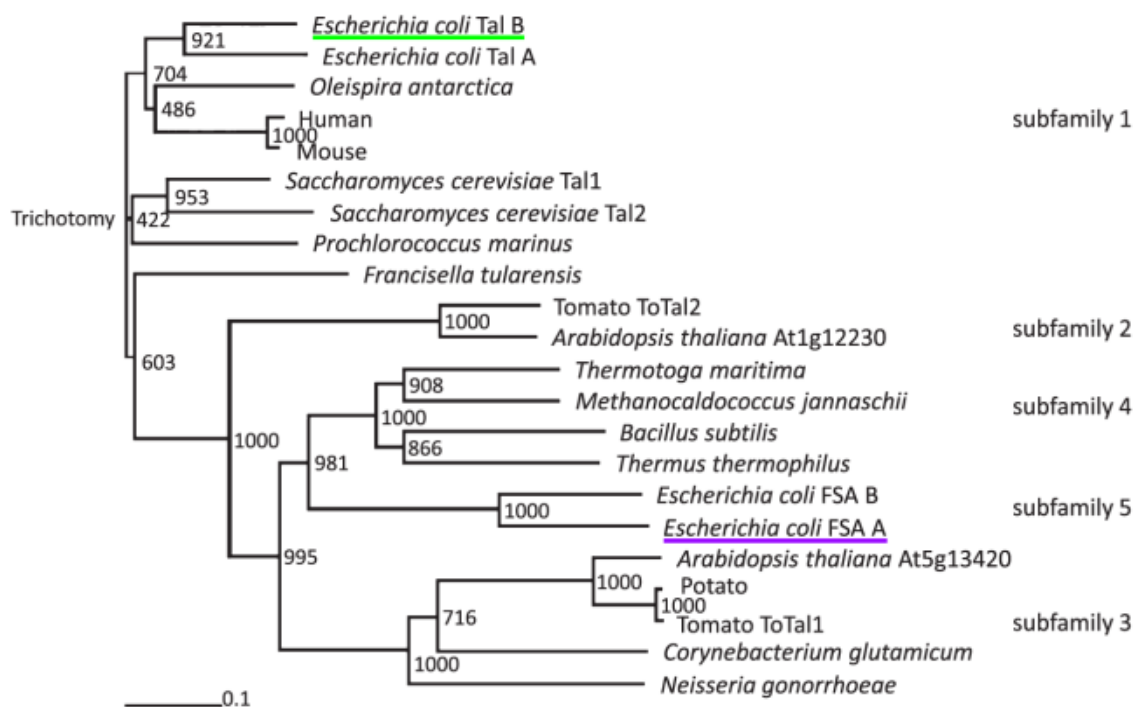 Escherichia coli Tal B
921
Escherichia coli Tal A
704
Oleispira antarctica
486
Human
1000
subfamily 1
Mouse
Saccharomyces cerevisiae Tal1
953
Saccharomyces cerevisiae Tal2
Trichotomy
422
Prochlorococcus marinus
Francisella tularensis
Tomato ToTal2
1000
subfamily 2
Arabidopsis thaliana At1g12230
603
Thermotoga maritima
908
Methanocaldococcus jannaschii
subfamily 4
1000
Bacillus subtilis
1000
866
981
Thermus thermophilus
Escherichia coli FSA B
1000
subfamily 5
Escherichia coli FSA A
995
Arabidopsis thaliana At5g13420
1000
Potato
1000
716
Tomato ToTal1
subfamily 3
Corynebacterium glutamicum
1000
Neisseria gonorrhoeae
0.1